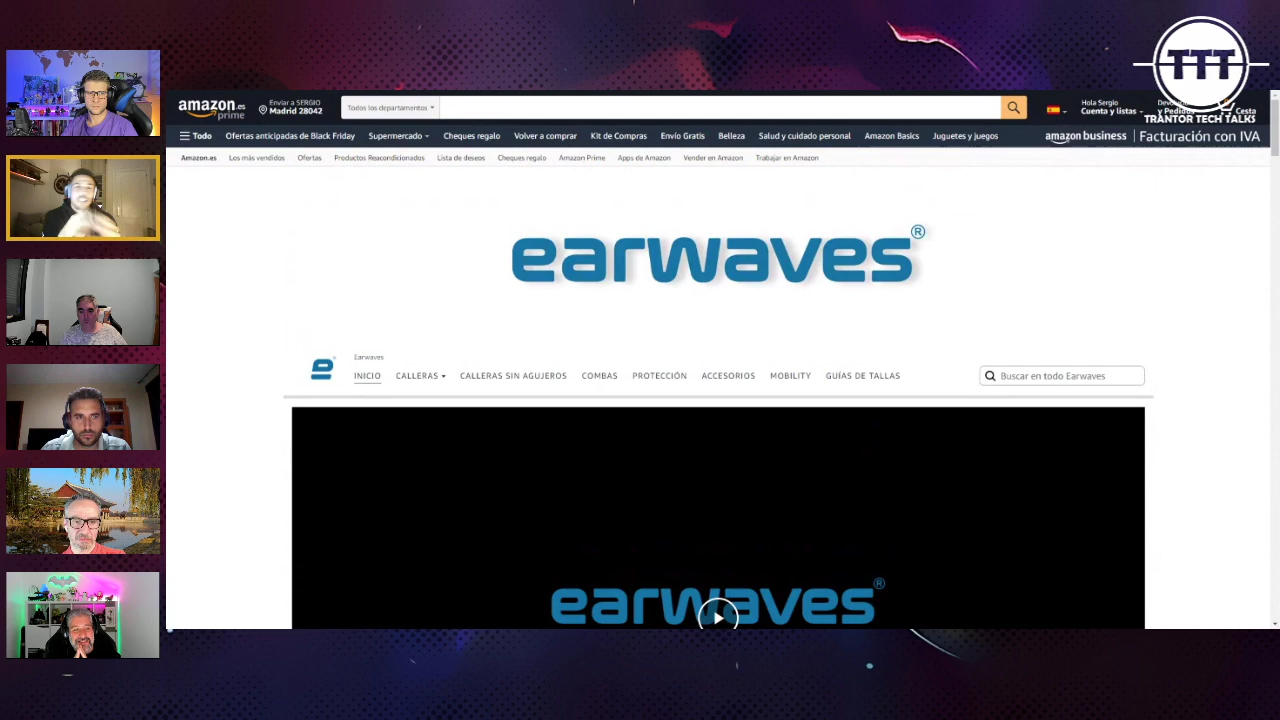 TTT
TRANTOR TECH TALKS
amazon.es
prime
Enviar a SERGIO
Madrid 28042
Todos los departamentos
Hola Sergio
Cuenta y listas
Cesta
Todo
Ofertas anticipadas de Black Friday
Supermercado
Cheques regalo
Volver a comprar
Kit de Compras
Envío Gratis
Belleza
Salud y cuidado personal
Amazon Basics
Juguetes y juegos
amazon business | Facturación con IVA
Amazon.es
Los más vendidos
Ofertas
Productos Reacondicionados
Lista de deseos
Cheques regalo
Amazon Prime
Apps de Amazon
Vender en Amazon
Trabajar en Amazon
earwaves®
e
Earwaves
INICIO
CALLERAS
CALLERAS SIN AGUJEROS
COMBAS
PROTECCIÓN
ACCESORIOS
MOBILITY
GUÍAS DE TALLAS
Buscar en todo Earwaves
earwaves®